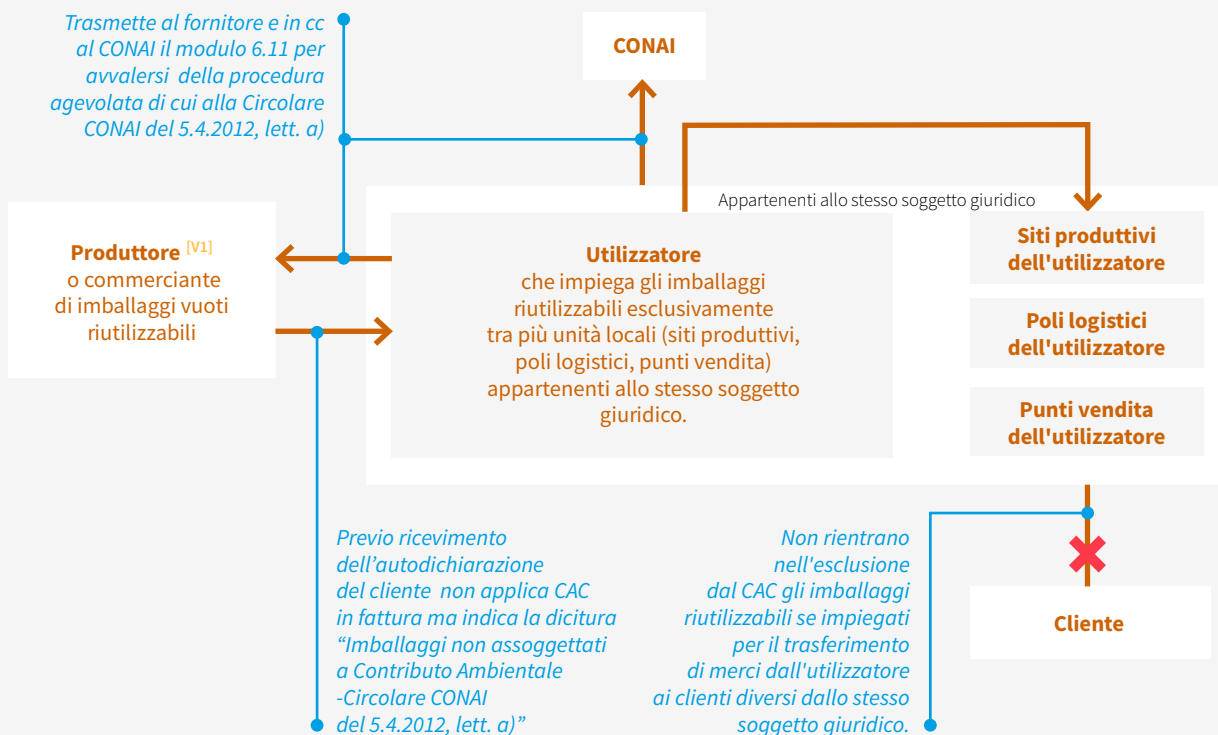 Trasmette al fornitore e in cc
al CONAI il modulo 6.11 per
avvalersi della procedura
agevolata di cui alla Circolare
CONAI del 5.4.2012, lett. a)
CONAI
Appartenenti allo stesso soggetto giuridico
Produttore [V1]
o commerciante
di imballaggi vuoti
riutilizzabili
Utilizzatore
che impiega gli imballaggi
riutilizzabili esclusivamente
tra più unità locali (siti produttivi,
poli logistici, punti vendita)
appartenenti allo stesso soggetto
giuridico.
Siti produttivi
dell'utilizzatore
Poli logistici
dell'utilizzatore
Punti vendita
dell'utilizzatore
Previo ricevimento
dell’autodichiarazione
del cliente non applica CAC
in fattura ma indica la dicitura
“Imballaggi non assoggettati
a Contributo Ambientale
-Circolare CONAI
del 5.4.2012, lett. a)”
Non rientrano
nell'esclusione
dal CAC gli imballaggi
riutilizzabili se impiegati
per il trasferimento
di merci dall'utilizzatore
ai clienti diversi dallo stesso
soggetto giuridico.
Cliente